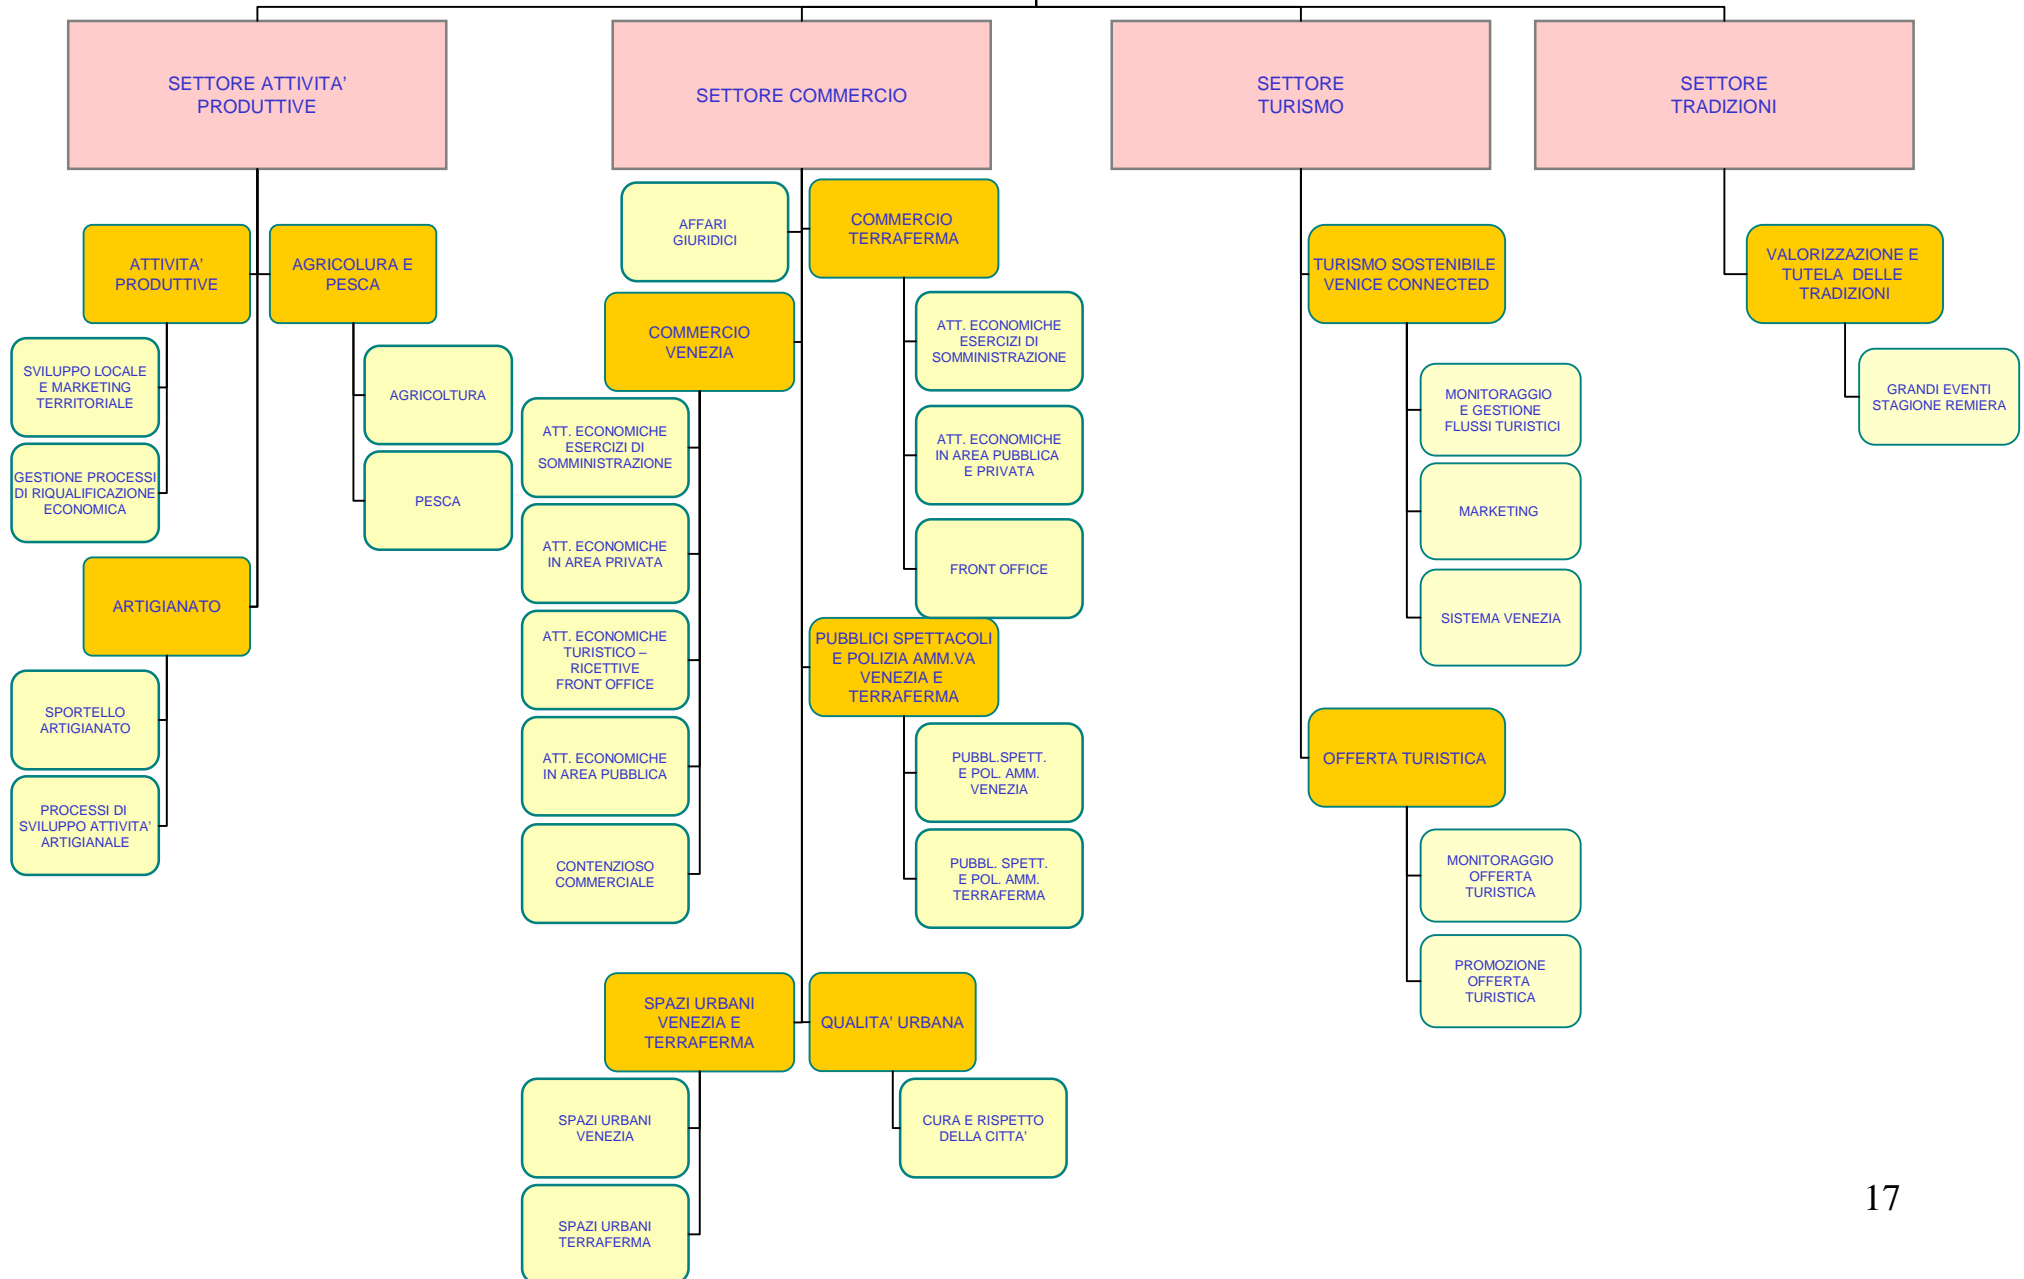 SETTORE ATTIVITA’
PRODUTTIVE
SETTORE COMMERCIO
SETTORE
TURISMO
SETTORE
TRADIZIONI
ATTIVITA’
PRODUTTIVE
AGRICOLURA E
PESCA
SVILUPPO LOCALE
E MARKETING
TERRITORIALE
GESTIONE PROCESSI
DI RIQUALIFICAZIONE
ECONOMICA
AGRICOLTURA
PESCA
ARTIGIANATO
SPORTELLO
ARTIGIANATO
PROCESSI DI
SVILUPPO ATTIVITA’
ARTIGIANALE
AFFARI
GIURIDICI
COMMERCIO
TERRAFERMA
COMMERCIO
VENEZIA
ATT. ECONOMICHE
ESERCIZI DI
SOMMINISTRAZIONE
ATT. ECONOMICHE
IN AREA PRIVATA
ATT. ECONOMICHE
TURISTICO –
RICETTIVE
FRONT OFFICE
ATT. ECONOMICHE
IN AREA PUBBLICA
CONTENZIOSO
COMMERCIALE
ATT. ECONOMICHE
ESERCIZI DI
SOMMINISTRAZIONE
ATT. ECONOMICHE
IN AREA PUBBLICA
E PRIVATA
FRONT OFFICE
PUBBLICI SPETTACOLI
E POLIZIA AMM.VA
VENEZIA E
TERRAFERMA
PUBBL.SPETT.
E POL. AMM.
VENEZIA
PUBBL. SPETT.
E POL. AMM.
TERRAFERMA
SPAZI URBANI
VENEZIA E
TERRAFERMA
QUALITA’ URBANA
SPAZI URBANI
VENEZIA
SPAZI URBANI
TERRAFERMA
CURA E RISPETTO
DELLA CITTA’
TURISMO SOSTENIBILE
VENICE CONNECTED
MONITORAGGIO
E GESTIONE
FLUSSI TURISTICI
MARKETING
SISTEMA VENEZIA
OFFERTA TURISTICA
MONITORAGGIO
OFFERTA
TURISTICA
PROMOZIONE
OFFERTA
TURISTICA
VALORIZZAZIONE E
TUTELA DELLE
TRADIZIONI
GRANDI EVENTI
STAGIONE REMIERA
17